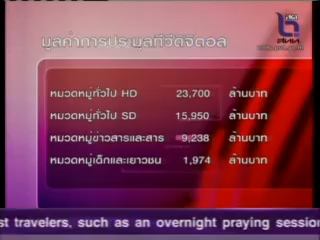 สทท.
มูลค่าการประมูลทีวีดิจิตอล
หมวดหมู่ทั่วไป HD 23,700 ล้านบาท
หมวดหมู่ทั่วไป SD 15,950 ล้านบาท
หมวดหมู่ข่าวสารและสาร 9,238 ล้านบาท
หมวดหมู่เด็กและเยาวชน 1,974 ล้านบาท
st travelers, such as an overnight praying session